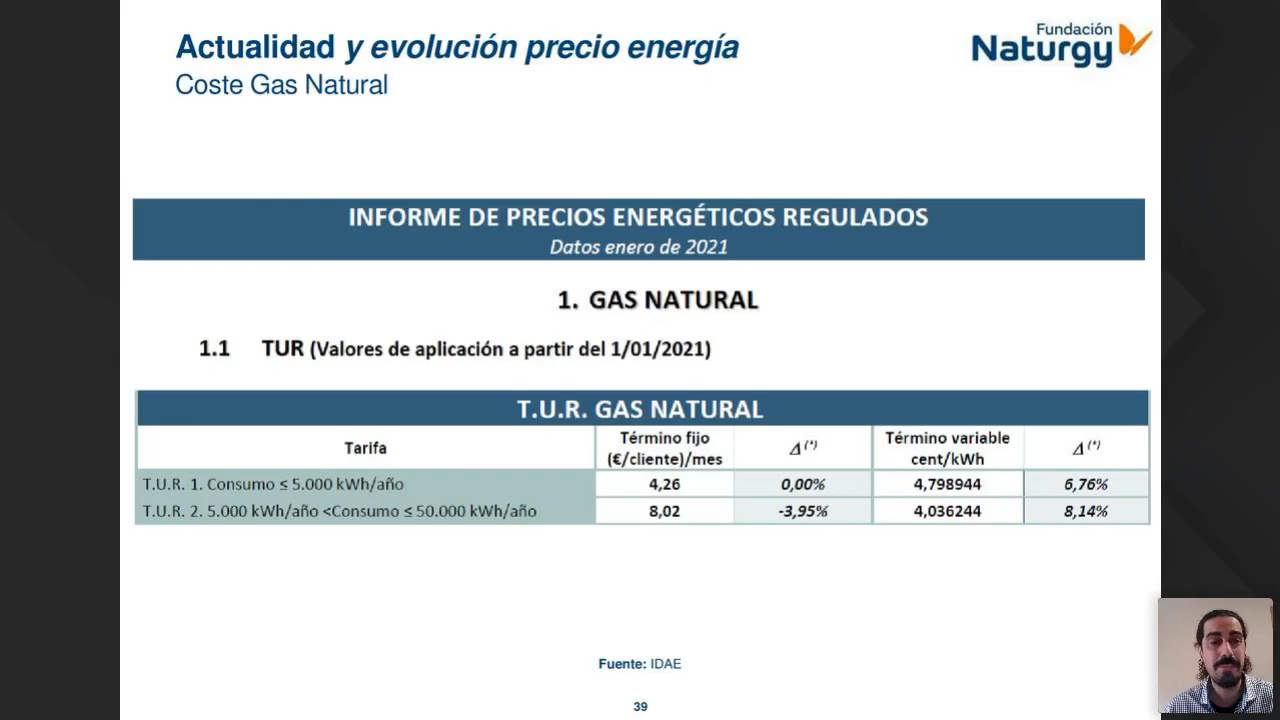 Actualidad y evolución precio energía
Coste Gas Natural
Fundación
Naturgy
INFORME DE PRECIOS ENERGÉTICOS REGULADOS
Datos enero de 2021
1. GAS NATURAL
1.1 TUR (Valores de aplicación a partir del 1/01/2021)
T.U.R. GAS NATURAL
Tarifa Término fijo (€/cliente)/mes Δ(*) Término variable cent/kWh Δ(*)
T.U.R. 1. Consumo ≤ 5.000 kWh/año 4,26 0,00% 4,798944 6,76%
T.U.R. 2. 5.000 kWh/año <Consumo ≤ 50.000 kWh/año 8,02 -3,95% 4,036244 8,14%
Fuente: IDAE
39